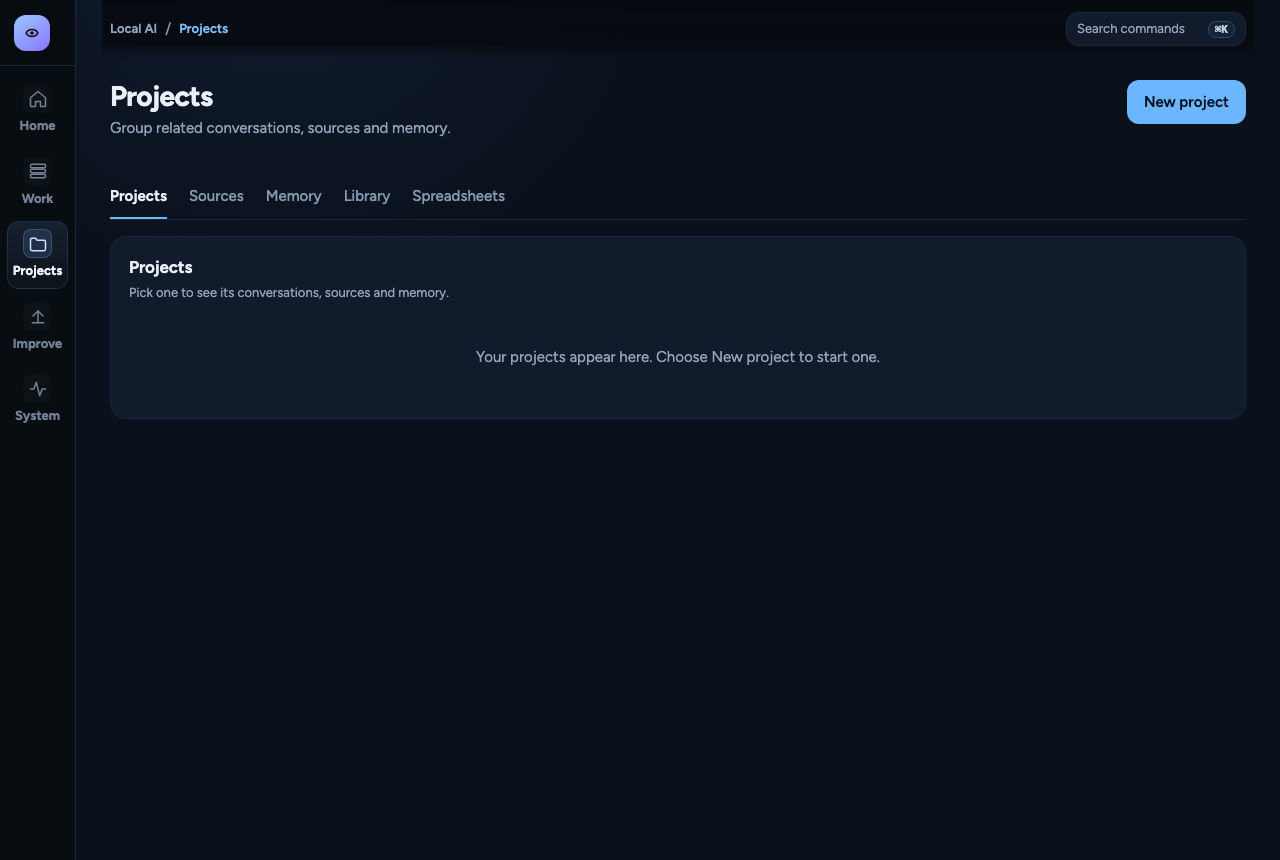 Local AI / Projects
Search commands ⌘K
Home
Work
Projects
Improve
System
Projects
Group related conversations, sources and memory.
New project
Projects Sources Memory Library Spreadsheets
Projects
Pick one to see its conversations, sources and memory.
Your projects appear here. Choose New project to start one.